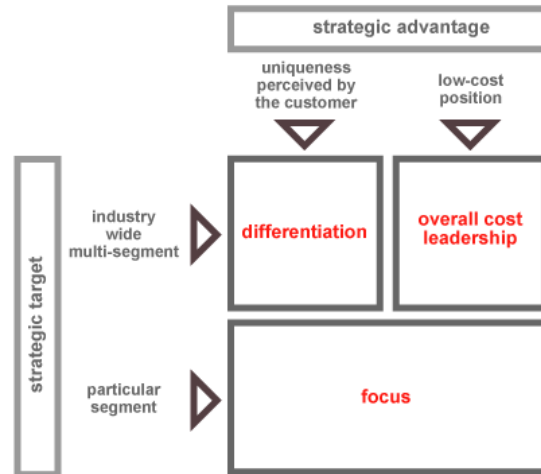 strategic advantage
uniqueness
perceived by
the customer
low-cost
position
strategic target
industry
wide
multi-segment
differentiation
overall cost
leadership
particular
segment
focus